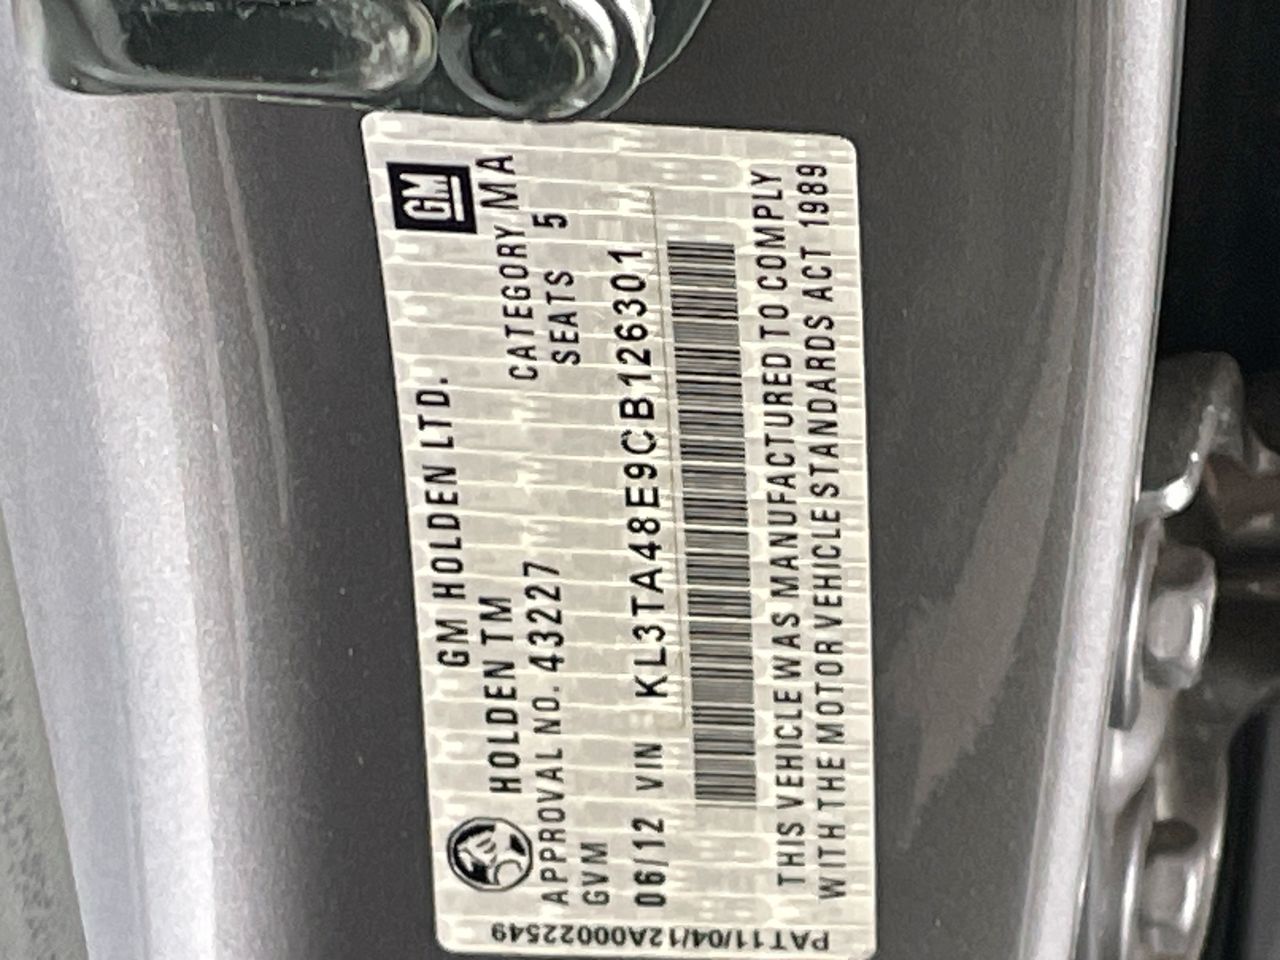 GM HOLDEN LTD.
GM
HOLDEN TM
CATEGORY MA
APPROVAL NO. 43227
SEATS 5
GVM
06/12 VIN KL3TA48E9CB126301
THIS VEHICLE WAS MANUFACTURED TO COMPLY
WITH THE MOTOR VEHICLE STANDARDS ACT 1989
PAT11/04/12A00022549